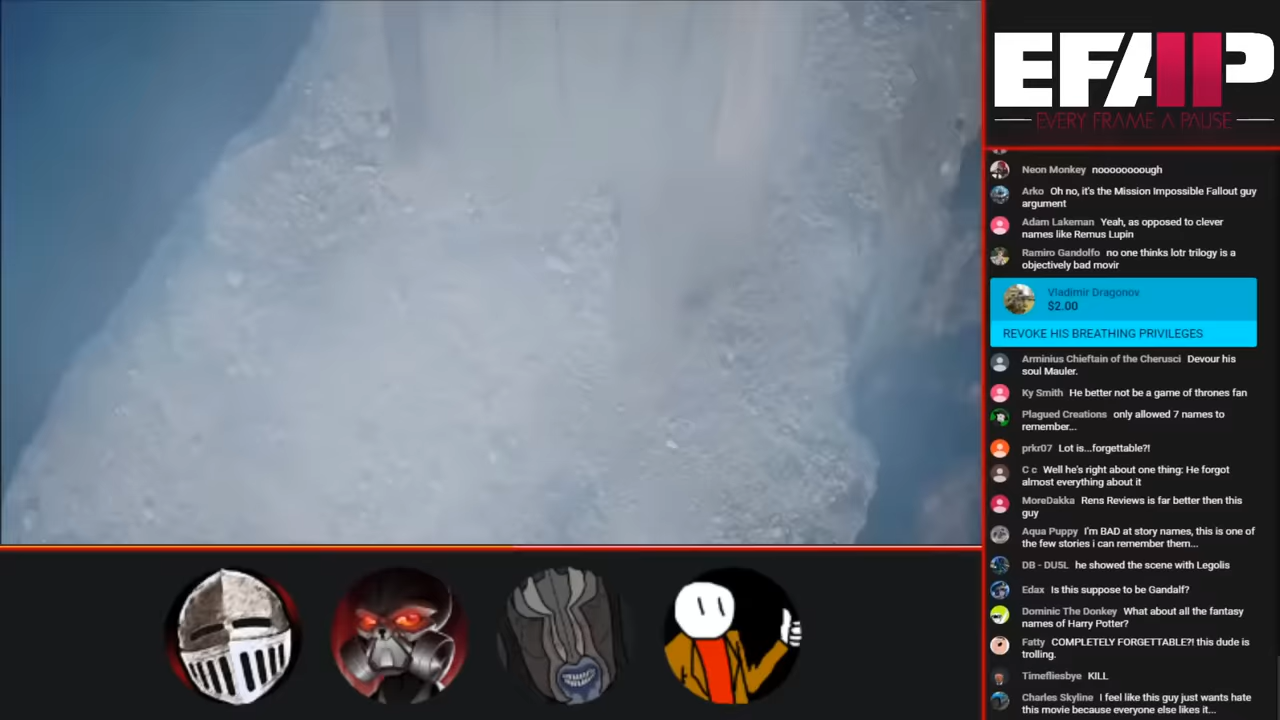 EFAP
EVERY FRAME A PAUSE
Neon Monkey nooooooough
Arko Oh no, it's the Mission Impossible Fallout guy
argument
Adam Lakeman Yeah, as opposed to clever
names like Remus Lupin
Ramiro Gandolfo no one thinks lotr trilogy is a
objectively bad movir
Vladimir Dragonov
$2.00
REVOKE HIS BREATHING PRIVILEGES
Arminius Chieftain of the Cherusci Devour his
soul Mauler.
Ky Smith He better not be a game of thrones fan
Plagued Creations only allowed 7 names to
remember...
prkr07 Lot is...forgettable?!
C c Well he's right about one thing: He forgot
almost everything about it
MoreDakka Rens Reviews is far better then this
guy
Aqua Puppy I'm BAD at story names, this is one of
the few stories i can remember them...
DB - DU5L he showed the scene with Legolis
Edax Is this suppose to be Gandalf?
Dominic The Donkey What about all the fantasy
names of Harry Potter?
Fatty COMPLETELY FORGETTABLE?! this dude is
trolling.
Timefliesbye KILL
Charles Skyline I feel like this guy just wants hate
this movie because everyone else likes it...